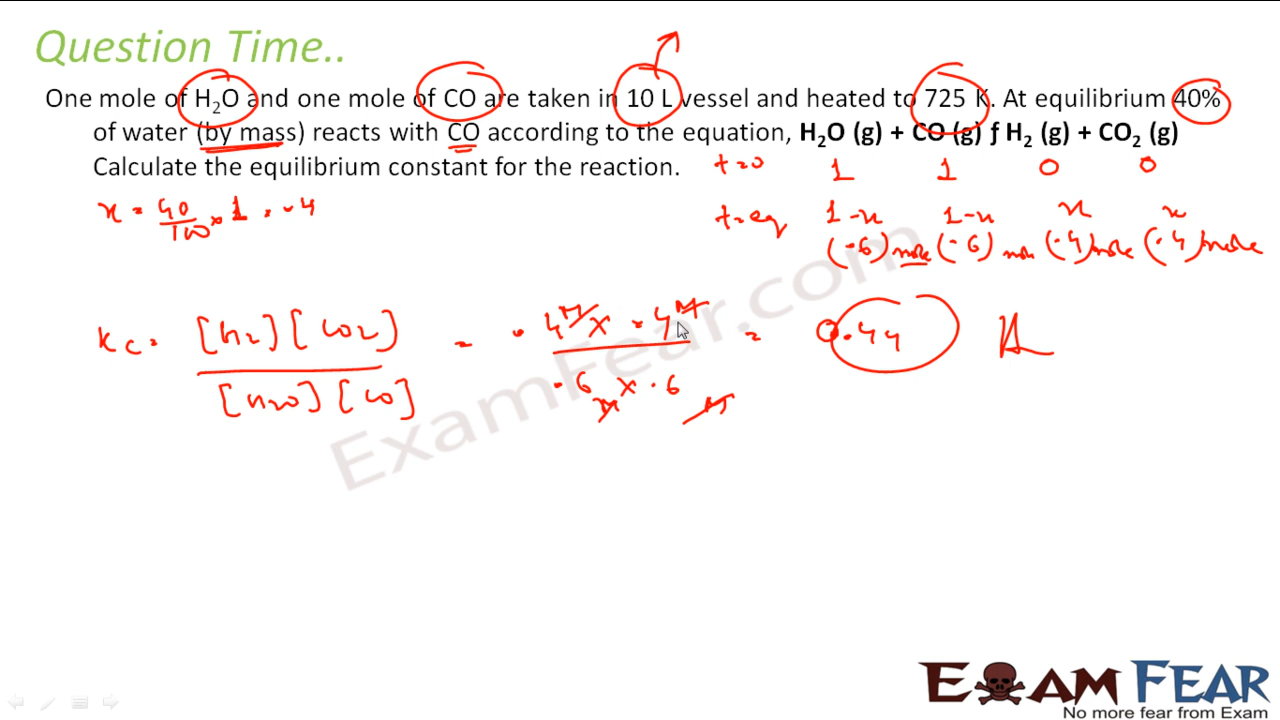 Question Time..
One mole of H₂O and one mole of CO are taken in 10 L vessel and heated to 725 K. At equilibrium 40%
of water (by mass) reacts with CO according to the equation, H₂O (g) + CO (g) ƒ H₂ (g) + CO₂ (g)
Calculate the equilibrium constant for the reaction. t=0 1 1 0 0
x = 40/100 × 1 = .4
t=eq 1-x 1-x x x
(.6) mole (.6) mole (.4) mole (.4) mole
Kc = [H2][CO2]/[H2O][CO] = .4M × .4M/.6M × .6M = 0.44
ExamFear.com
EXAM FEAR
No more fear from Exam